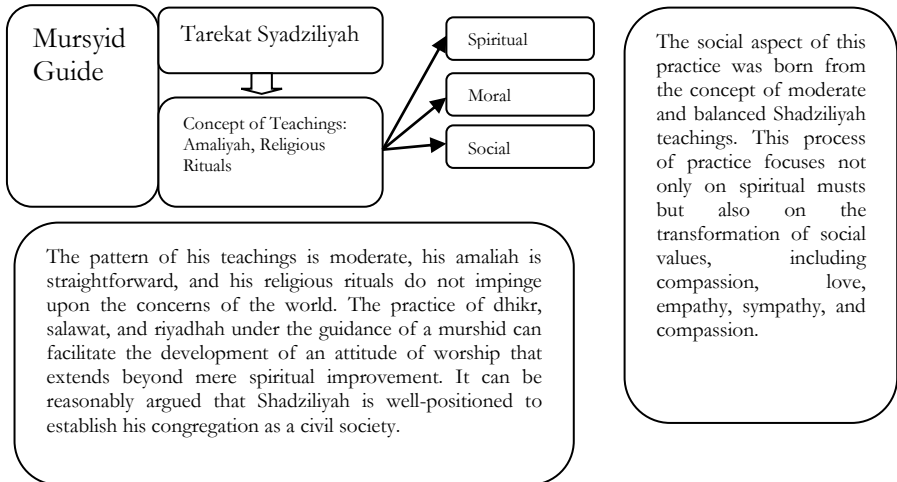 Mursyid
Guide
Tarekat Syadziliyah
Concept of Teachings:
Amaliyah, Religious
Rituals
Spiritual
Moral
Social
The pattern of his teachings is moderate, his amaliah is
straightforward, and his religious rituals do not impinge
upon the concerns of the world. The practice of dhikr,
salawat, and riyadhah under the guidance of a murshid can
facilitate the development of an attitude of worship that
extends beyond mere spiritual improvement. It can be
reasonably argued that Shadziliyah is well-positioned to
establish his congregation as a civil society.
The social aspect of this
practice was born from
the concept of moderate
and balanced Shadziliyah
teachings. This process
of practice focuses not
only on spiritual musts
but also on the
transformation of social
values, including
compassion, love,
empathy, sympathy, and
compassion.